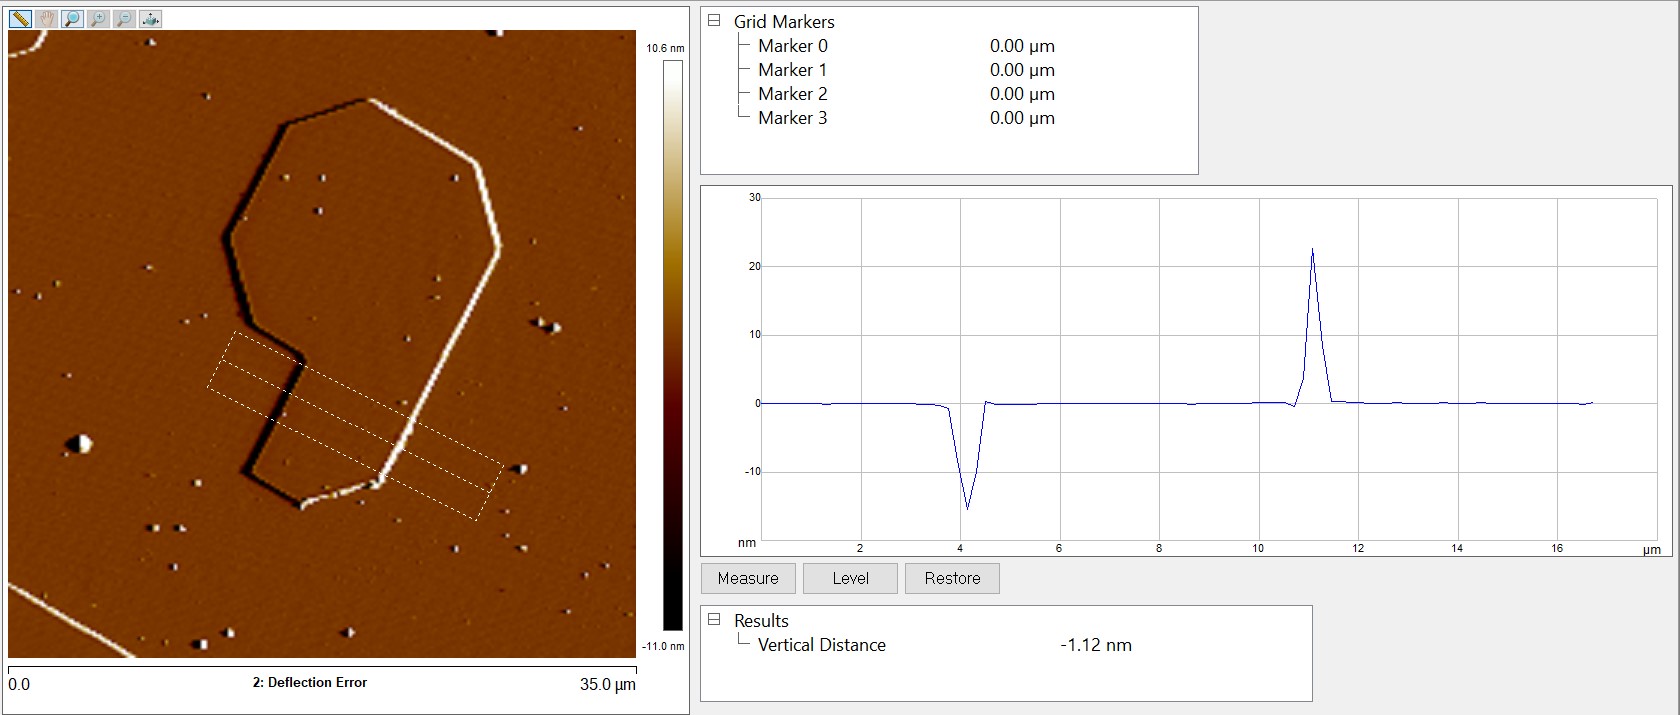 10.6 nm
-11.0 nm
0.0
2: Deflection Error
35.0 µm
Grid Markers
Marker 0 0.00 µm
Marker 1 0.00 µm
Marker 2 0.00 µm
Marker 3 0.00 µm
30
20
10
0
-10
nm
2 4 6 8 10 12 14 16
µm
Measure Level Restore
Results
Vertical Distance -1.12 nm